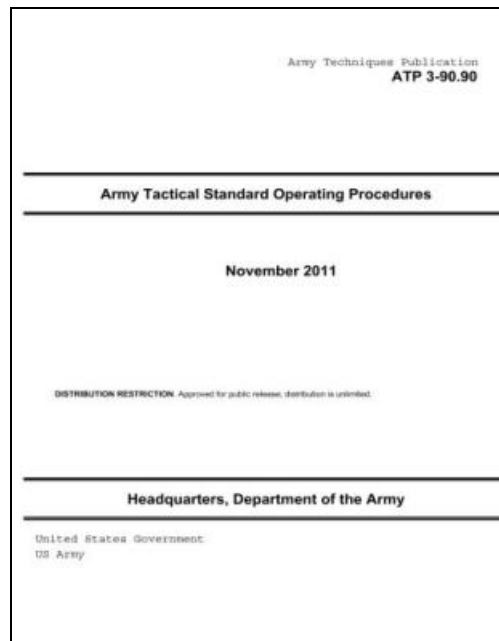 Army Techniques Publication
ATP 3-90.90
Army Tactical Standard Operating Procedures
November 2011
DISTRIBUTION RESTRICTION. Approved for public release; distribution is unlimited.
Headquarters, Department of the Army
United States Government
US Army